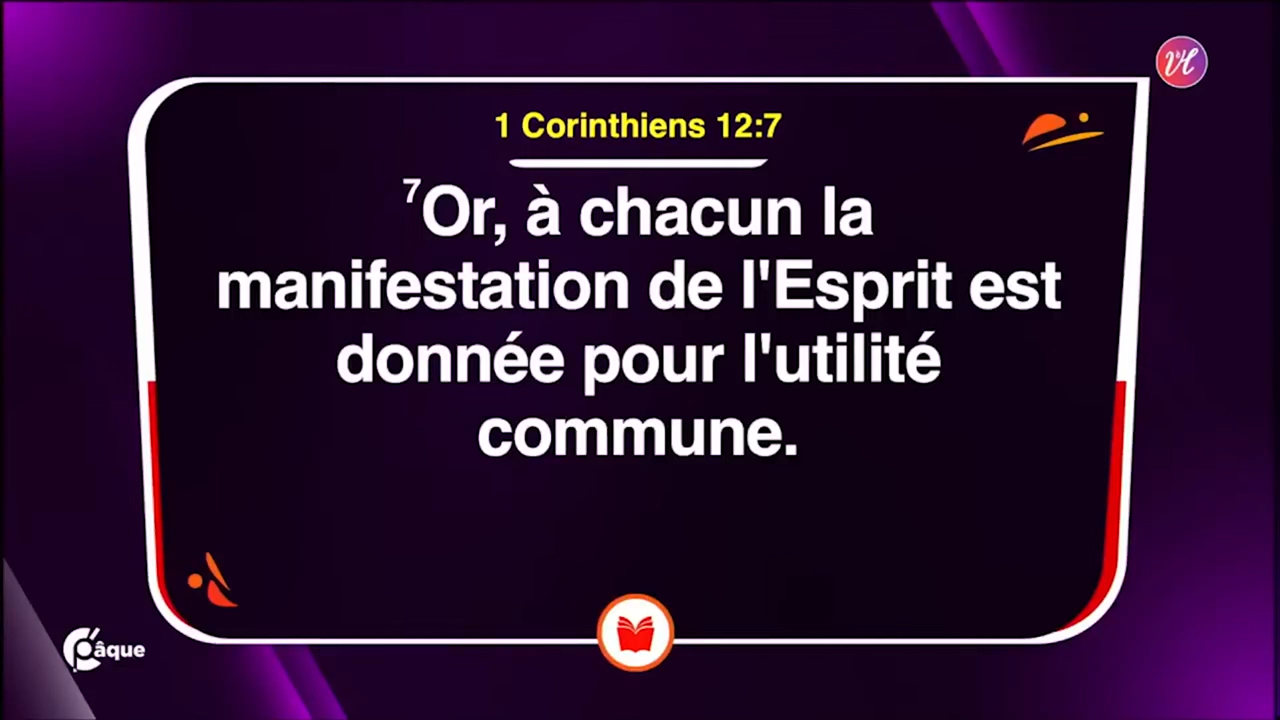 1 Corinthiens 12:7
⁷Or, à chacun la
manifestation de l'Esprit est
donnée pour l'utilité
commune.
Pâque